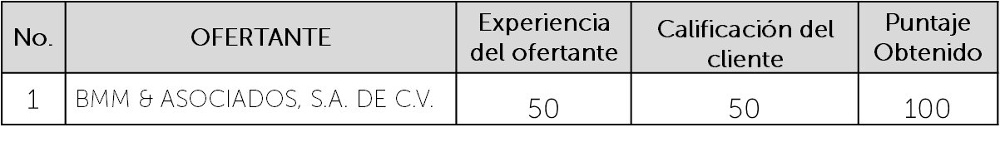 No. OFERTANTE Experiencia del ofertante Calificación del cliente Puntaje Obtenido
1 BMM & ASOCIADOS, S.A. DE C.V. 50 50 100